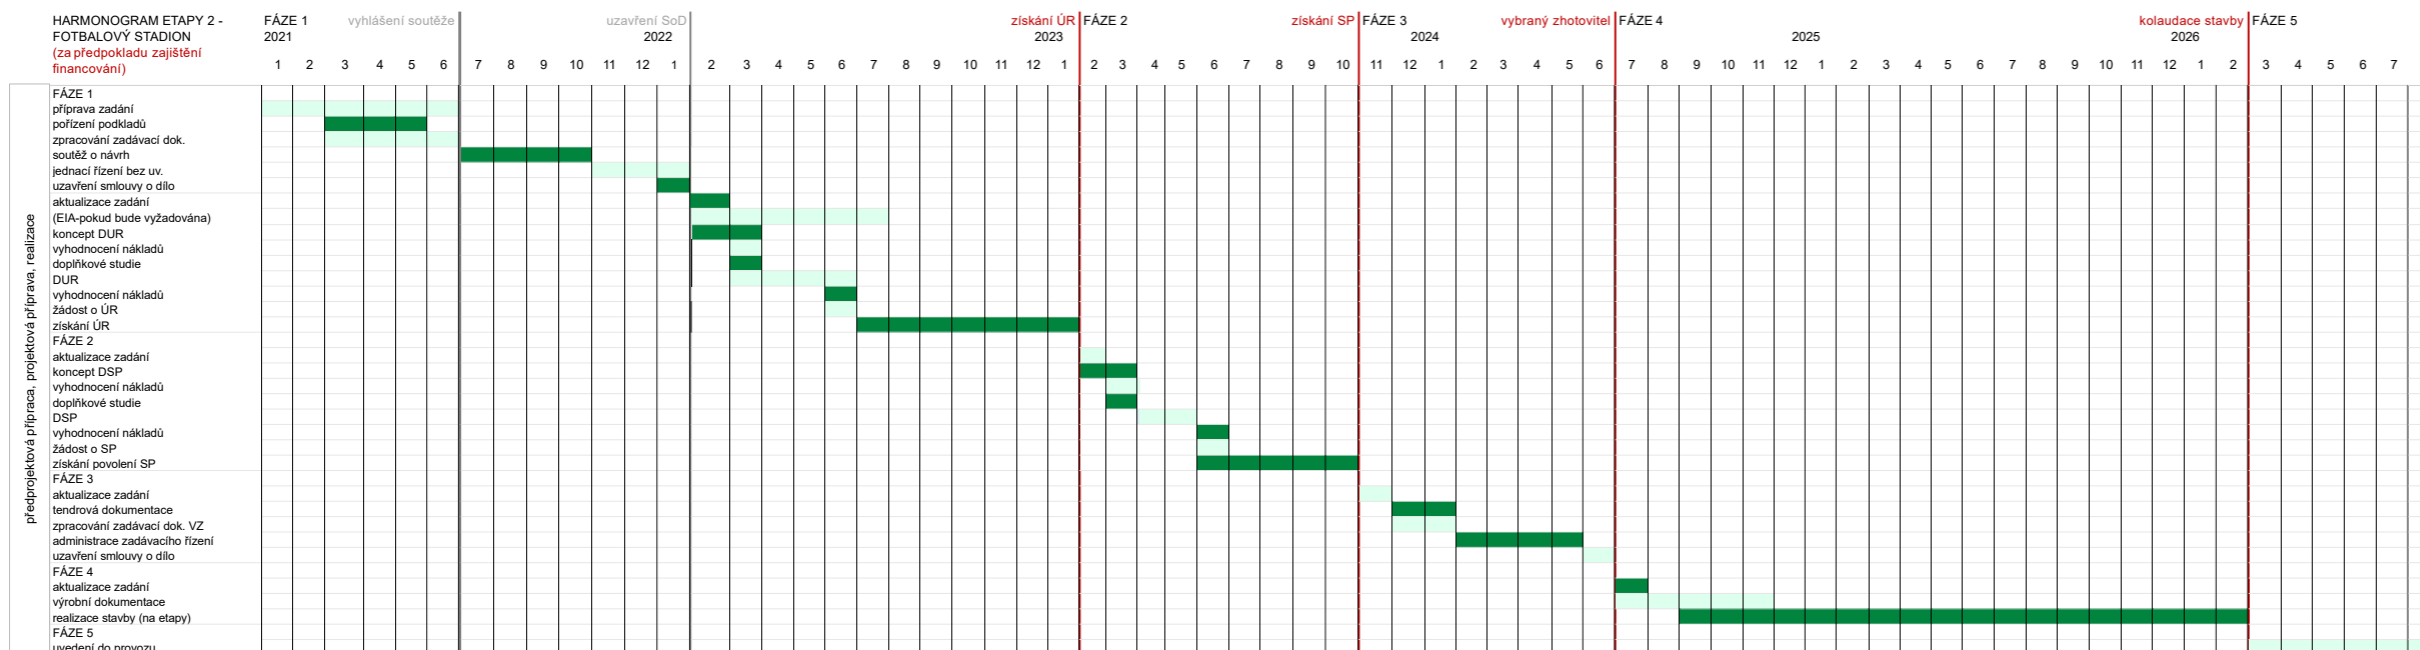 HARMONOGRAM ETAPY 2 -
FOTBALOVÝ STADION
(za předpokladu zajištění
financování)
FÁZE 1 vyhlášení soutěže uzavření SoD získání ÚR FÁZE 2 získání SP FÁZE 3 vybraný zhotovitel FÁZE 4 kolaudace stavby FÁZE 5
2021 2022 2023 2024 2025 2026
1 2 3 4 5 6 7 8 9 10 11 12 1 2 3 4 5 6 7 8 9 10 11 12 1 2 3 4 5 6 7 8 9 10 11 12 1 2 3 4 5 6 7 8 9 10 11 12 1 2 3 4 5 6 7 8 9 10 11 12 1 2 3 4 5 6 7
předprojektová přípraca, projektová příprava, realizace
FÁZE 1
příprava zadání
pořízení podkladů
zpracování zadávací dok.
soutěž o návrh
jednací řízení bez uv.
uzavření smlouvy o dílo
aktualizace zadání
(EIA-pokud bude vyžadována)
koncept DUR
vyhodnocení nákladů
doplňkové studie
DUR
vyhodnocení nákladů
žádost o ÚR
získání ÚR
FÁZE 2
aktualizace zadání
koncept DSP
vyhodnocení nákladů
doplňkové studie
DSP
vyhodnocení nákladů
žádost o SP
získání povolení SP
FÁZE 3
aktualizace zadání
tendrová dokumentace
zpracování zadávací dok. VZ
administrace zadávacího řízení
uzavření smlouvy o dílo
FÁZE 4
aktualizace zadání
výrobní dokumentace
realizace stavby (na etapy)
FÁZE 5
uvedení do provozu